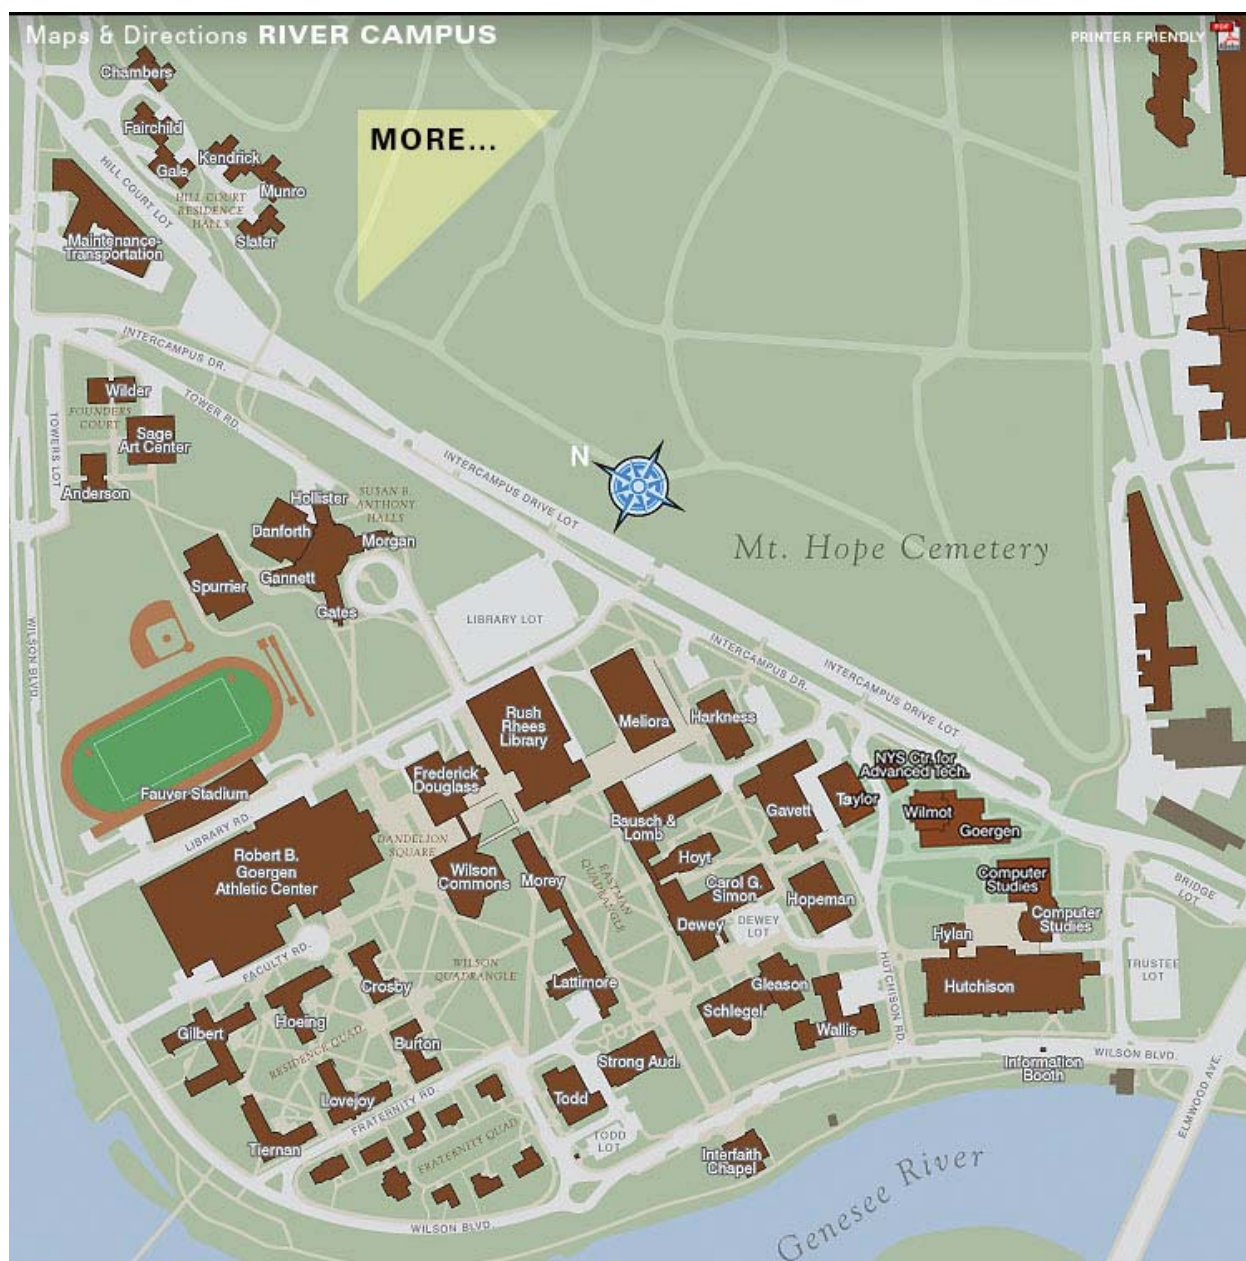 Maps & Directions RIVER CAMPUS
PRINTER FRIENDLY
PDF
Chambers
Fairchild
Gale
Kendrick
Munro
Slater
HILL COURT
RESIDENCE
HALLS
HILL COURT LOT
MORE...
Maintenance-
Transportation
INTERCAMPUS DR.
TOWER RD.
Wilder
FOUNDERS
COURT
Sage
Art Center
TOWERS LOT
Anderson
N
INTERCAMPUS DRIVE LOT
Hollister
SUSAN B.
ANTHONY
HALLS
Danforth
Morgan
Gannett
Spurrier
Gates
Mt. Hope Cemetery
LIBRARY LOT
WILSON BLVD.
INTERCAMPUS DR.
INTERCAMPUS DRIVE LOT
Rush
Rhees
Library
Meliora
Harkness
NYS Ctr. for
Advanced Tech.
Frederick
Douglass
Fauver Stadium
LIBRARY RD.
Taylor
Gavett
Wilmot
Goergen
Bausch &
Lomb
DANDELION
SQUARE
Robert B.
Goergen
Athletic Center
Wilson
Commons
Morey
EASTMAN
QUADRANGLE
Hoyt
Carol G.
Simon
Hopeman
Computer
Studies
BRIDGE
LOT
Dewey
DEWEY
LOT
Computer
Studies
Hylan
FACULTY RD.
WILSON
QUADRANGLE
TRUSTEE
LOT
Crosby
Lattimore
Gleason
HUTCHISON RD.
Hutchison
Schlegel
Wallis
Gilbert
Hoeing
Burton
RESIDENCE QUAD
Strong Aud.
Information
Booth
WILSON BLVD.
ELMWOOD AVE.
Lovejoy
FRATERNITY RD.
Todd
Tiernan
FRATERNITY QUAD
TODD
LOT
Interfaith
Chapel
Genesee River
WILSON BLVD.